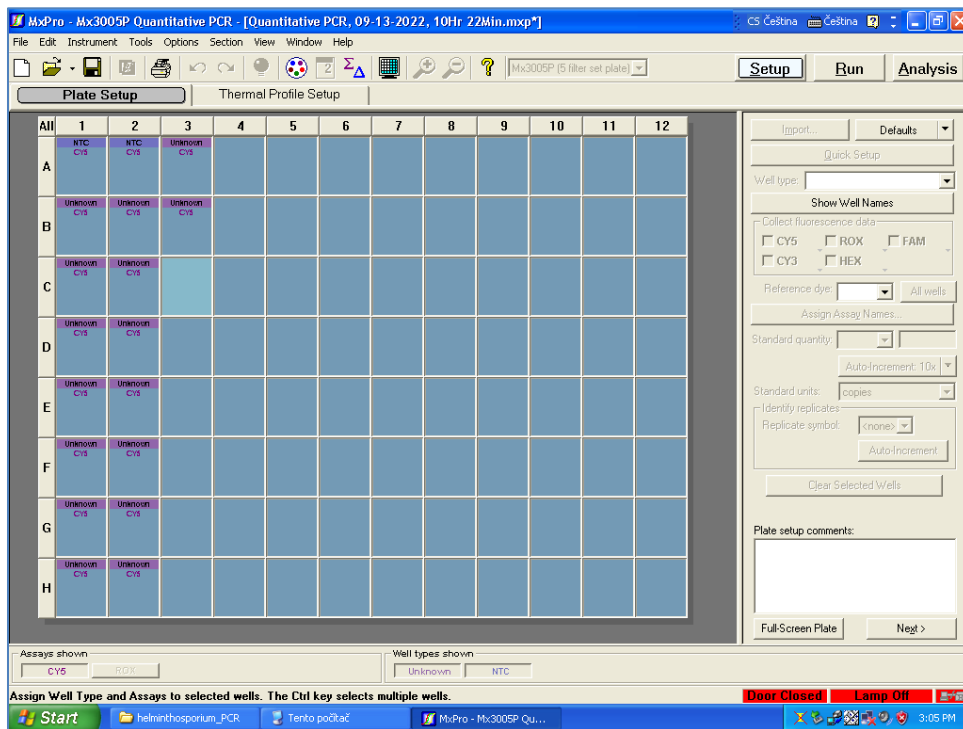 MxPro - Mx3005P Quantitative PCR - [Quantitative PCR, 09-13-2022, 10Hr 22Min.mxp*]
CS Čeština Čeština
File Edit Instrument Tools Options Section View Window Help
Mx3005P (5 filter set plate)
Setup Run Analysis
Plate Setup Thermal Profile Setup
All 1 2 3 4 5 6 7 8 9 10 11 12
A NTC NTC Unknown
CY5 CY5 CY5
B Unknown Unknown Unknown
CY5 CY5 CY5
C Unknown Unknown
CY5 CY5
D Unknown Unknown
CY5 CY5
E Unknown Unknown
CY5 CY5
F Unknown Unknown
CY5 CY5
G Unknown Unknown
CY5 CY5
H Unknown Unknown
CY5 CY5
Import... Defaults
Quick Setup
Well type:
Show Well Names
Collect fluorescence data
CY5 ROX FAM
CY3 HEX
Reference dye: All wells
Assign Assay Names...
Standard quantity:
Auto-Increment: 10x
Standard units: copies
Identify replicates
Replicate symbol: <none>
Auto-Increment
Clear Selected Wells
Plate setup comments:
Full-Screen Plate Next >
Assays shown Well types shown
CY5 ROX Unknown NTC
Assign Well Type and Assays to selected wells. The Ctrl key selects multiple wells.
Door Closed Lamp Off
Start helminthosporium_PCR Tento počítač MxPro - Mx3005P Qu... 3:05 PM